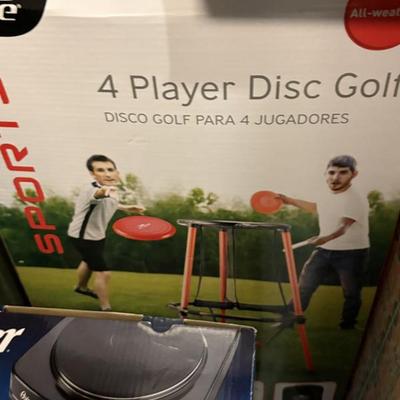 All-weat
4 Player Disc Golf
DISCO GOLF PARA 4 JUGADORES
SPORTS